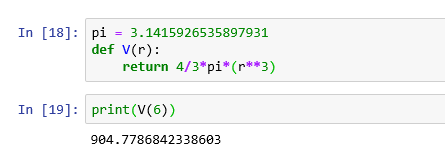 In [18]: pi = 3.1415926535897931
def V(r):
    return 4/3*pi*(r**3)
In [19]: print(V(6))
904.7786842338603